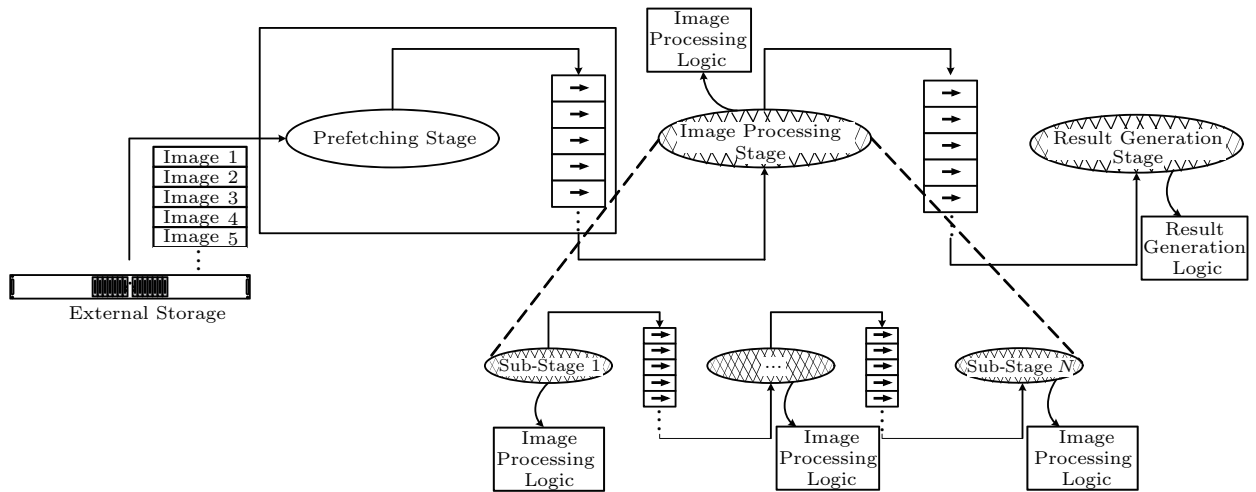 Image
Processing
Logic
Prefetching Stage
Image Processing
Stage
Result Generation
Stage
Image 1
Image 2
Image 3
Image 4
Image 5
External Storage
Result
Generation
Logic
Sub-Stage 1
...
Sub-Stage N
Image
Processing
Logic
Image
Processing
Logic
Image
Processing
Logic